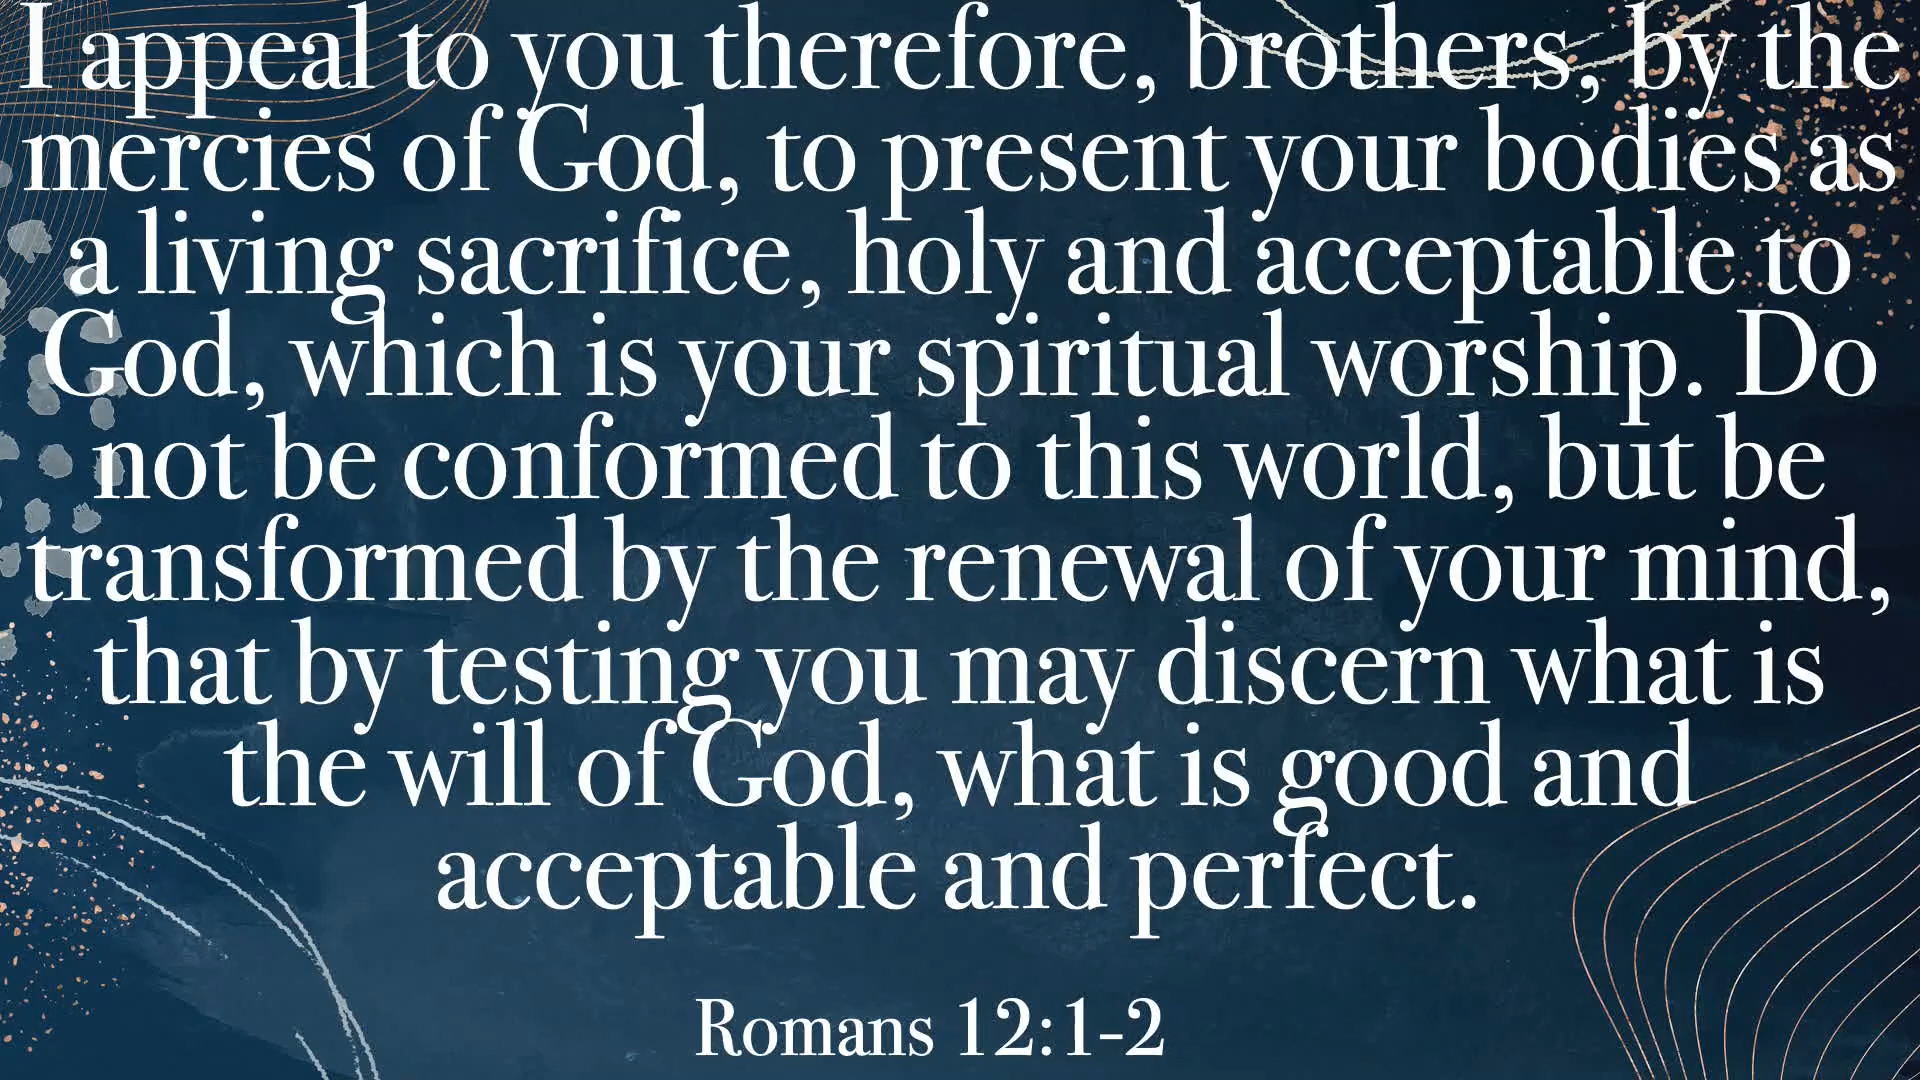 I appeal to you therefore, brothers, by the
mercies of God, to present your bodies as
a living sacrifice, holy and acceptable to
God, which is your spiritual worship. Do
not be conformed to this world, but be
transformed by the renewal of your mind,
that by testing you may discern what is
the will of God, what is good and
acceptable and perfect.
Romans 12:1-2